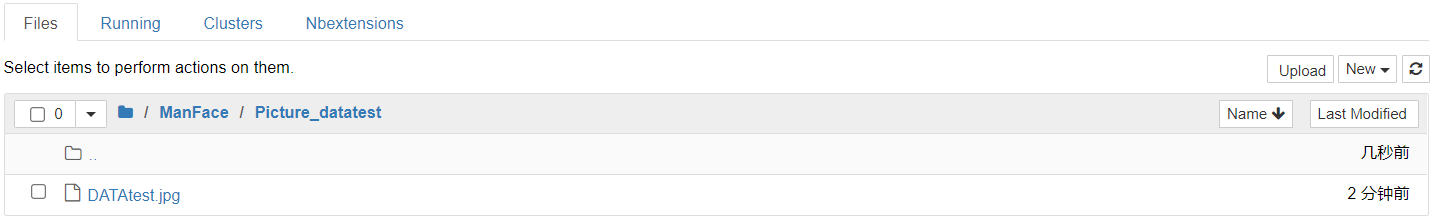 Files Running Clusters Nbextensions
Select items to perform actions on them.
Upload New
0 / ManFace / Picture_datatest Name Last Modified
.. 几秒前
DATAtest.jpg 2 分钟前